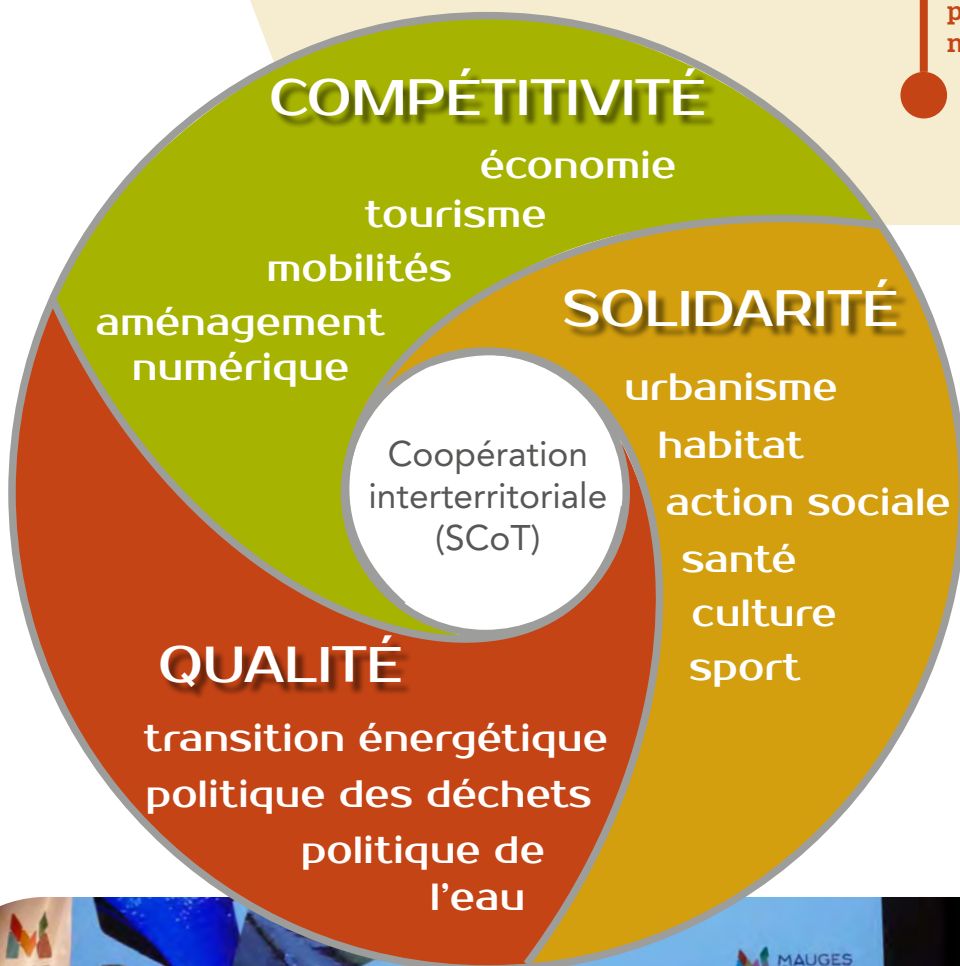 COMPÉTITIVITÉ
économie
tourisme
mobilités
aménagement
numérique
SOLIDARITÉ
urbanisme
habitat
action sociale
santé
culture
sport
Coopération
interterritoriale
(SCoT)
QUALITÉ
transition énergétique
politique des déchets
politique de
l'eau
MAUGES